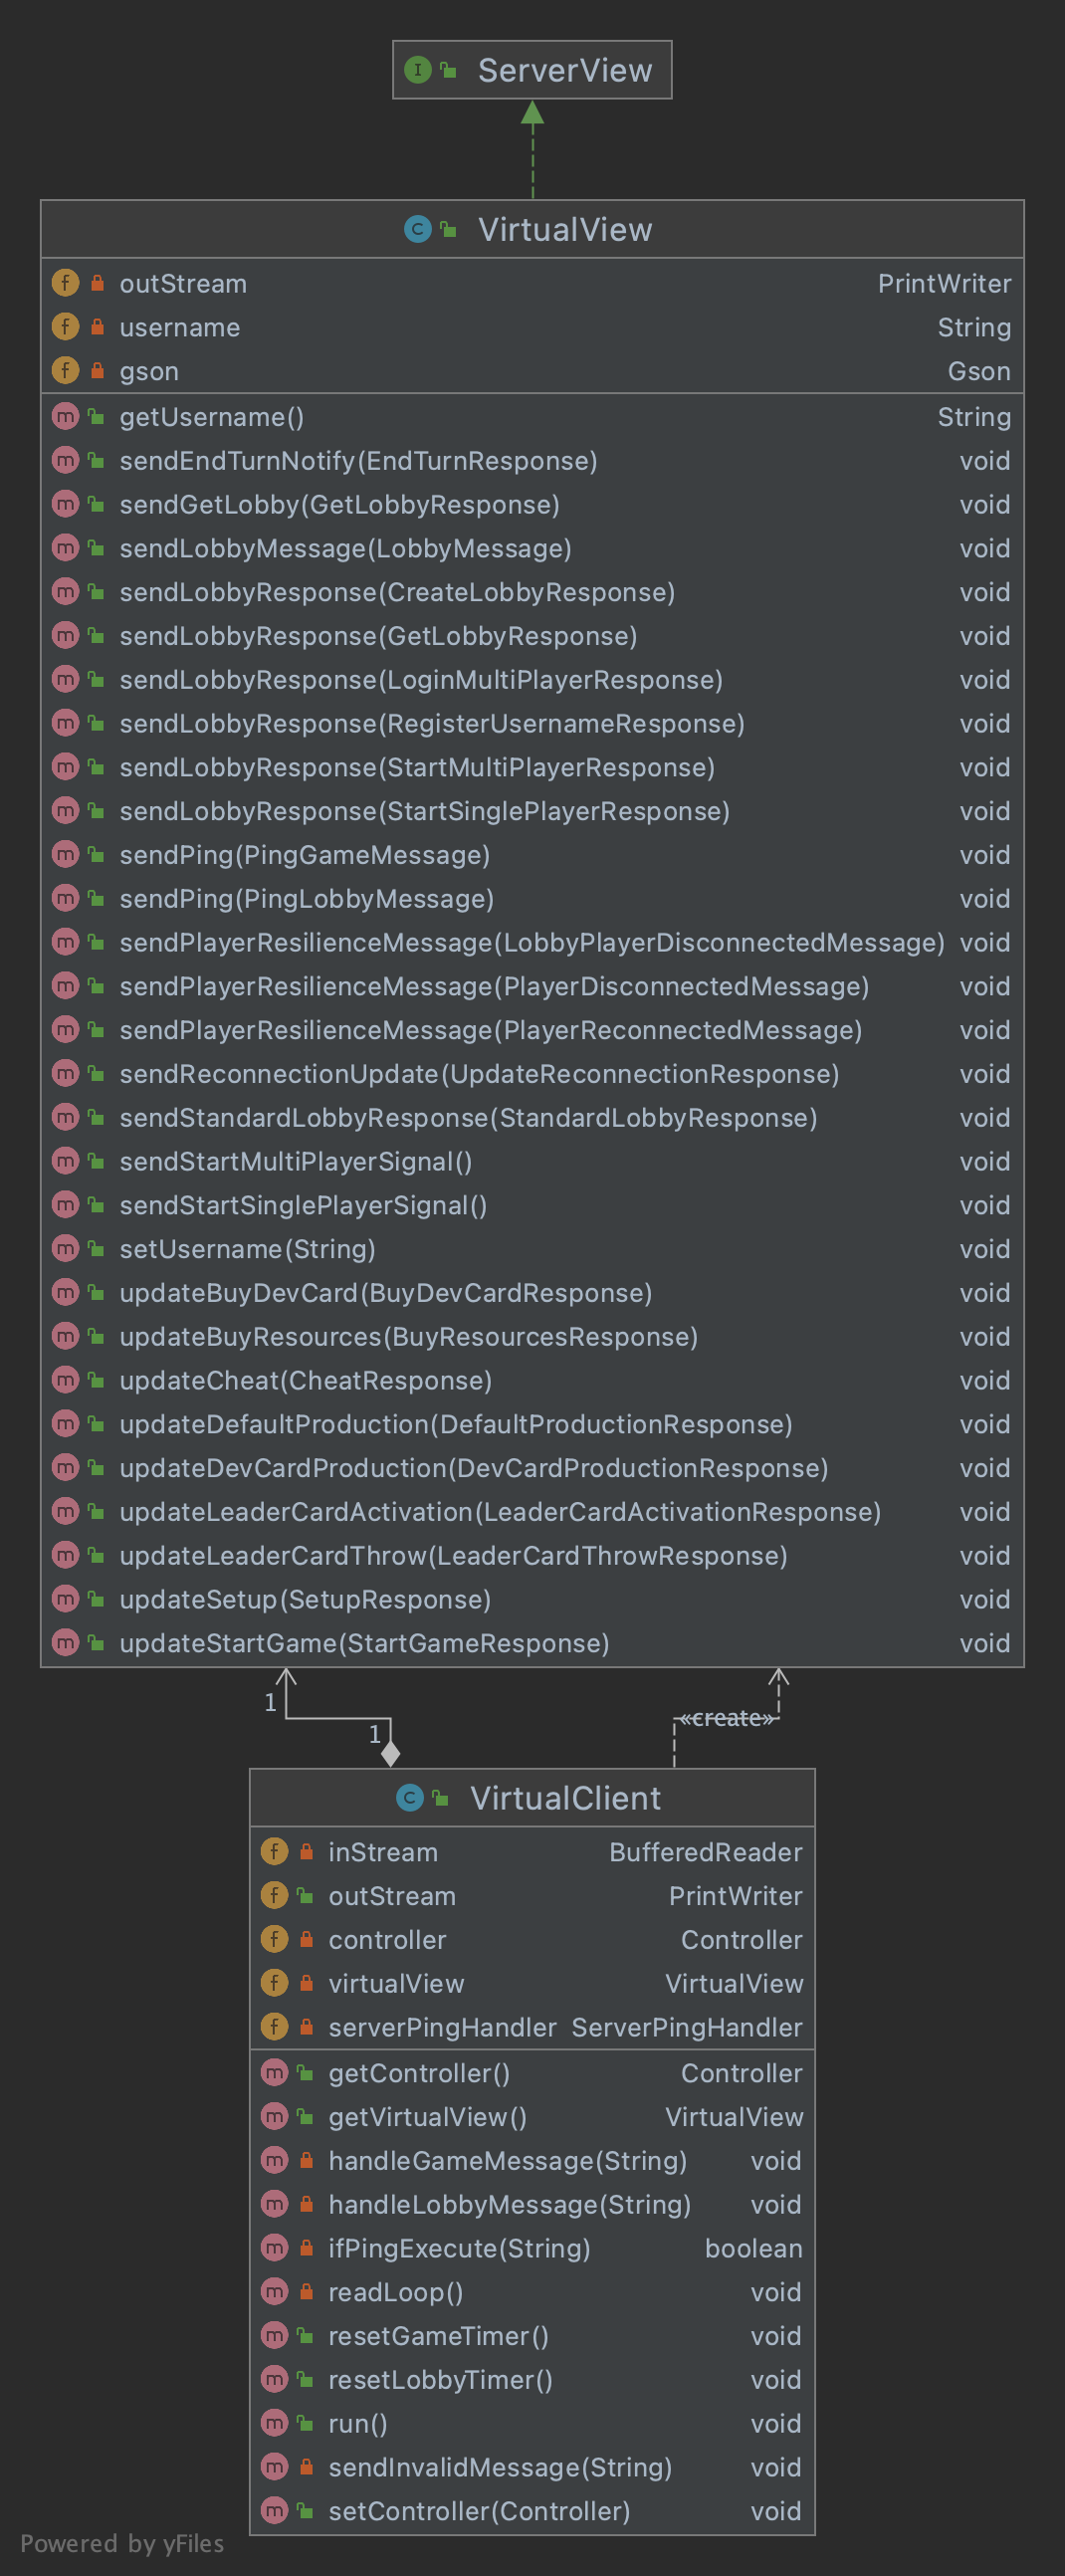 ServerView
VirtualView
outStream PrintWriter
username String
gson Gson
getUsername() String
sendEndTurnNotify(EndTurnResponse) void
sendGetLobby(GetLobbyResponse) void
sendLobbyMessage(LobbyMessage) void
sendLobbyResponse(CreateLobbyResponse) void
sendLobbyResponse(GetLobbyResponse) void
sendLobbyResponse(LoginMultiPlayerResponse) void
sendLobbyResponse(RegisterUsernameResponse) void
sendLobbyResponse(StartMultiPlayerResponse) void
sendLobbyResponse(StartSinglePlayerResponse) void
sendPing(PingGameMessage) void
sendPing(PingLobbyMessage) void
sendPlayerResilienceMessage(LobbyPlayerDisconnectedMessage) void
sendPlayerResilienceMessage(PlayerDisconnectedMessage) void
sendPlayerResilienceMessage(PlayerReconnectedMessage) void
sendReconnectionUpdate(UpdateReconnectionResponse) void
sendStandardLobbyResponse(StandardLobbyResponse) void
sendStartMultiPlayerSignal() void
sendStartSinglePlayerSignal() void
setUsername(String) void
updateBuyDevCard(BuyDevCardResponse) void
updateBuyResources(BuyResourcesResponse) void
updateCheat(CheatResponse) void
updateDefaultProduction(DefaultProductionResponse) void
updateDevCardProduction(DevCardProductionResponse) void
updateLeaderCardActivation(LeaderCardActivationResponse) void
updateLeaderCardThrow(LeaderCardThrowResponse) void
updateSetup(SetupResponse) void
updateStartGame(StartGameResponse) void
1
1
«create»
VirtualClient
inStream BufferedReader
outStream PrintWriter
controller Controller
virtualView VirtualView
serverPingHandler ServerPingHandler
getController() Controller
getVirtualView() VirtualView
handleGameMessage(String) void
handleLobbyMessage(String) void
ifPingExecute(String) boolean
readLoop() void
resetGameTimer() void
resetLobbyTimer() void
run() void
sendInvalidMessage(String) void
setController(Controller) void
Powered by yFiles